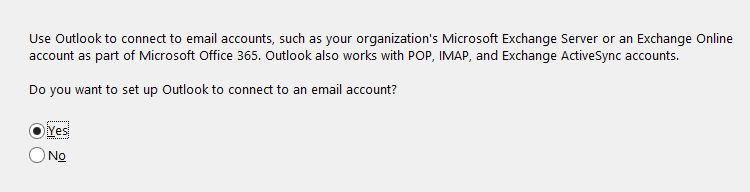 Use Outlook to connect to email accounts, such as your organization's Microsoft Exchange Server or an Exchange Online
account as part of Microsoft Office 365. Outlook also works with POP, IMAP, and Exchange ActiveSync accounts.
Do you want to set up Outlook to connect to an email account?
Yes
No